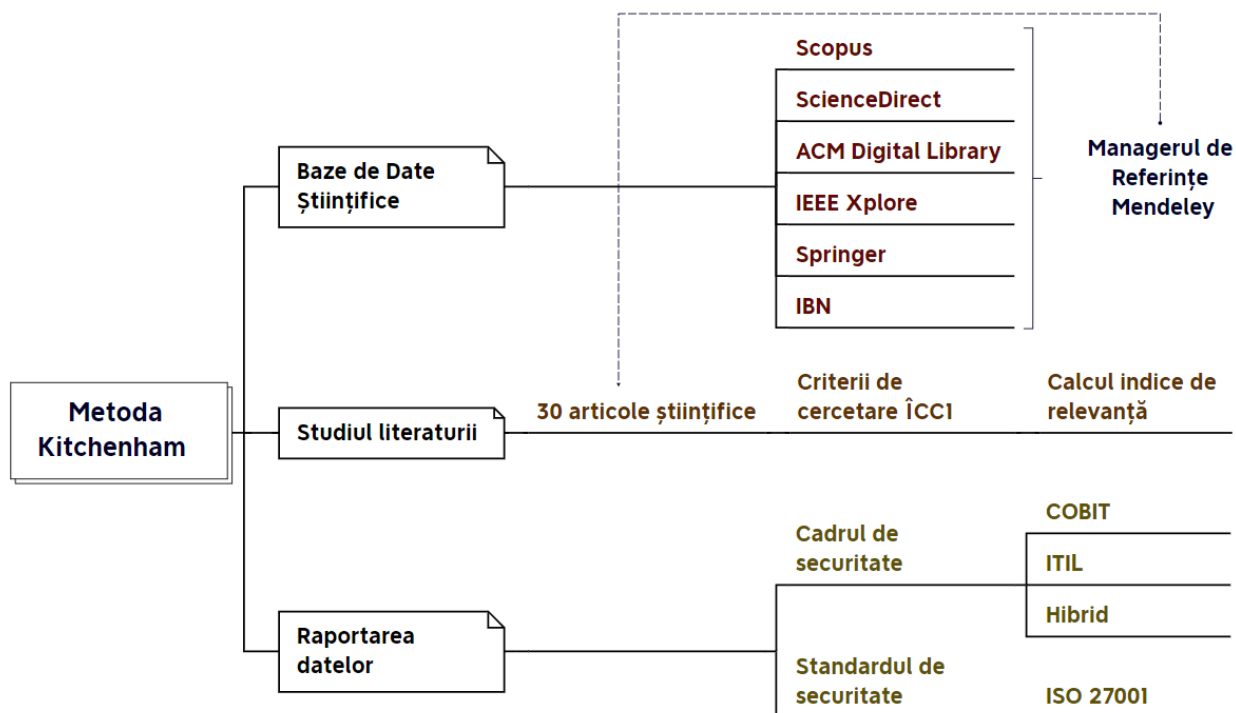 Scopus
ScienceDirect
ACM Digital Library
IEEE Xplore
Springer
IBN
Managerul de
Referințe
Mendeley
Baze de Date
Științifice
Metoda
Kitchenham
Studiul literaturii
30 articole științifice
Criterii de
cercetare ÎCC1
Calcul indice de
relevanță
Raportarea
datelor
Cadrul de
securitate
COBIT
ITIL
Hibrid
Standardul de
securitate
ISO 27001